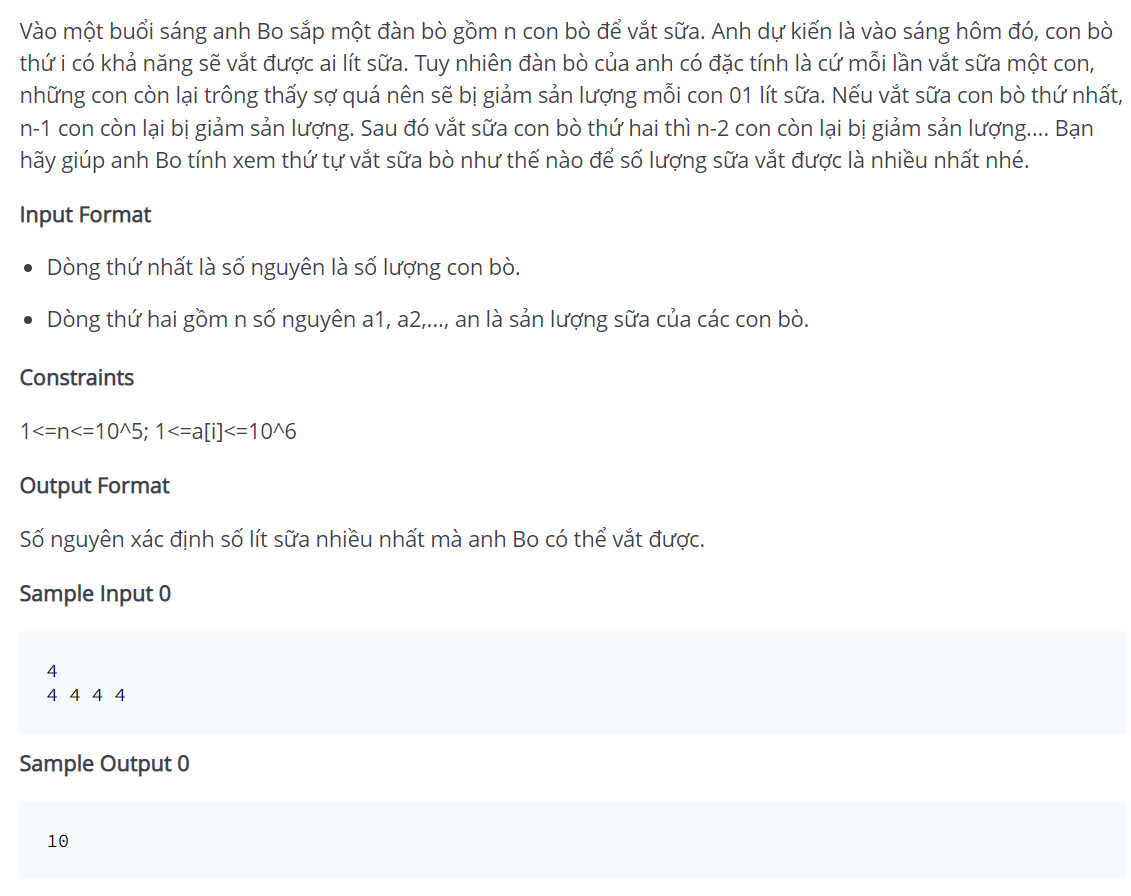 Vào một buổi sáng anh Bo sắp một đàn bò gồm n con bò để vắt sữa. Anh dự kiến là vào sáng hôm đó, con bò
thứ i có khả năng sẽ vắt được ai lít sữa. Tuy nhiên đàn bò của anh có đặc tính là cứ mỗi lần vắt sữa một con,
những con còn lại trông thấy sợ quá nên sẽ bị giảm sản lượng mỗi con 01 lít sữa. Nếu vắt sữa con bò thứ nhất,
n-1 con còn lại bị giảm sản lượng. Sau đó vắt sữa con bò thứ hai thì n-2 con còn lại bị giảm sản lượng.... Bạn
hãy giúp anh Bo tính xem thứ tự vắt sữa bò như thế nào để số lượng sữa vắt được là nhiều nhất nhé.
Input Format
• Dòng thứ nhất là số nguyên là số lượng con bò.
• Dòng thứ hai gồm n số nguyên a1, a2,..., an là sản lượng sữa của các con bò.
Constraints
1<=n<=10^5; 1<=a[i]<=10^6
Output Format
Số nguyên xác định số lít sữa nhiều nhất mà anh Bo có thể vắt được.
Sample Input 0
4
4 4 4 4
Sample Output 0
10